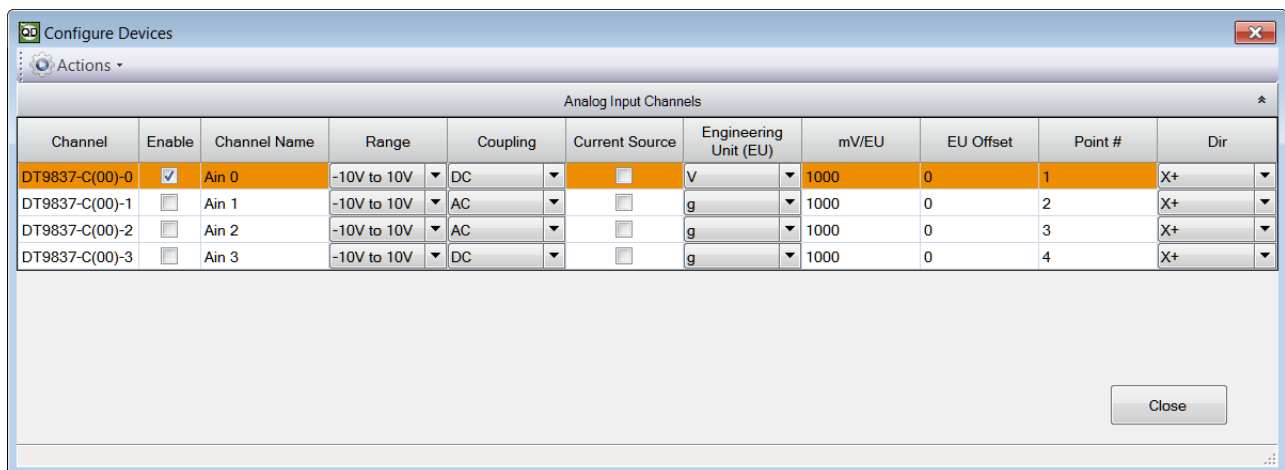 QD Configure Devices
Actions
Analog Input Channels
Channel Enable Channel Name Range Coupling Current Source Engineering Unit (EU) mV/EU EU Offset Point # Dir
DT9837-C(00)-0 Ain 0 -10V to 10V DC V 1000 0 1 X+
DT9837-C(00)-1 Ain 1 -10V to 10V AC g 1000 0 2 X+
DT9837-C(00)-2 Ain 2 -10V to 10V AC g 1000 0 3 X+
DT9837-C(00)-3 Ain 3 -10V to 10V DC g 1000 0 4 X+
Close